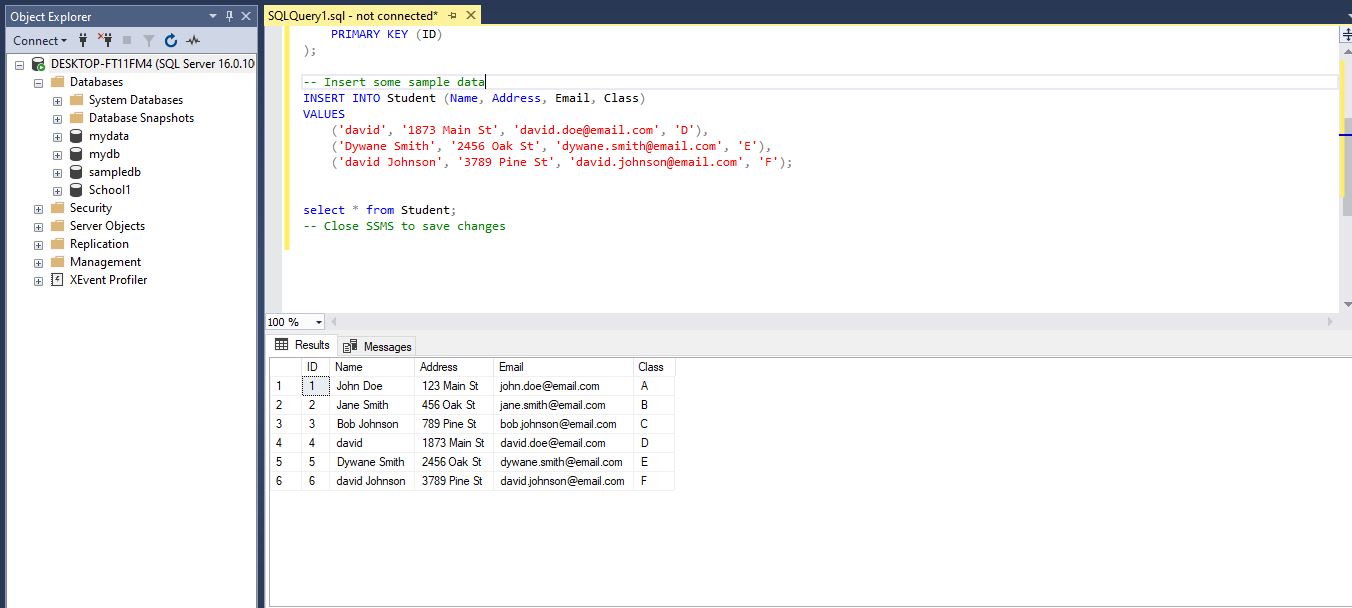 Object Explorer
Connect
DESKTOP-FT11FM4 (SQL Server 16.0.10
Databases
System Databases
Database Snapshots
mydata
mydb
sampledb
School1
Security
Server Objects
Replication
Management
XEvent Profiler
SQLQuery1.sql - not connected*
PRIMARY KEY (ID)
);
-- Insert some sample data
INSERT INTO Student (Name, Address, Email, Class)
VALUES
('david', '1873 Main St', 'david.doe@email.com', 'D'),
('Dywane Smith', '2456 Oak St', 'dywane.smith@email.com', 'E'),
('david Johnson', '3789 Pine St', 'david.johnson@email.com', 'F');
select * from Student;
-- Close SSMS to save changes
100 %
Results Messages
ID Name Address Email Class
1 1 John Doe 123 Main St john.doe@email.com A
2 2 Jane Smith 456 Oak St jane.smith@email.com B
3 3 Bob Johnson 789 Pine St bob.johnson@email.com C
4 4 david 1873 Main St david.doe@email.com D
5 5 Dywane Smith 2456 Oak St dywane.smith@email.com E
6 6 david Johnson 3789 Pine St david.johnson@email.com F